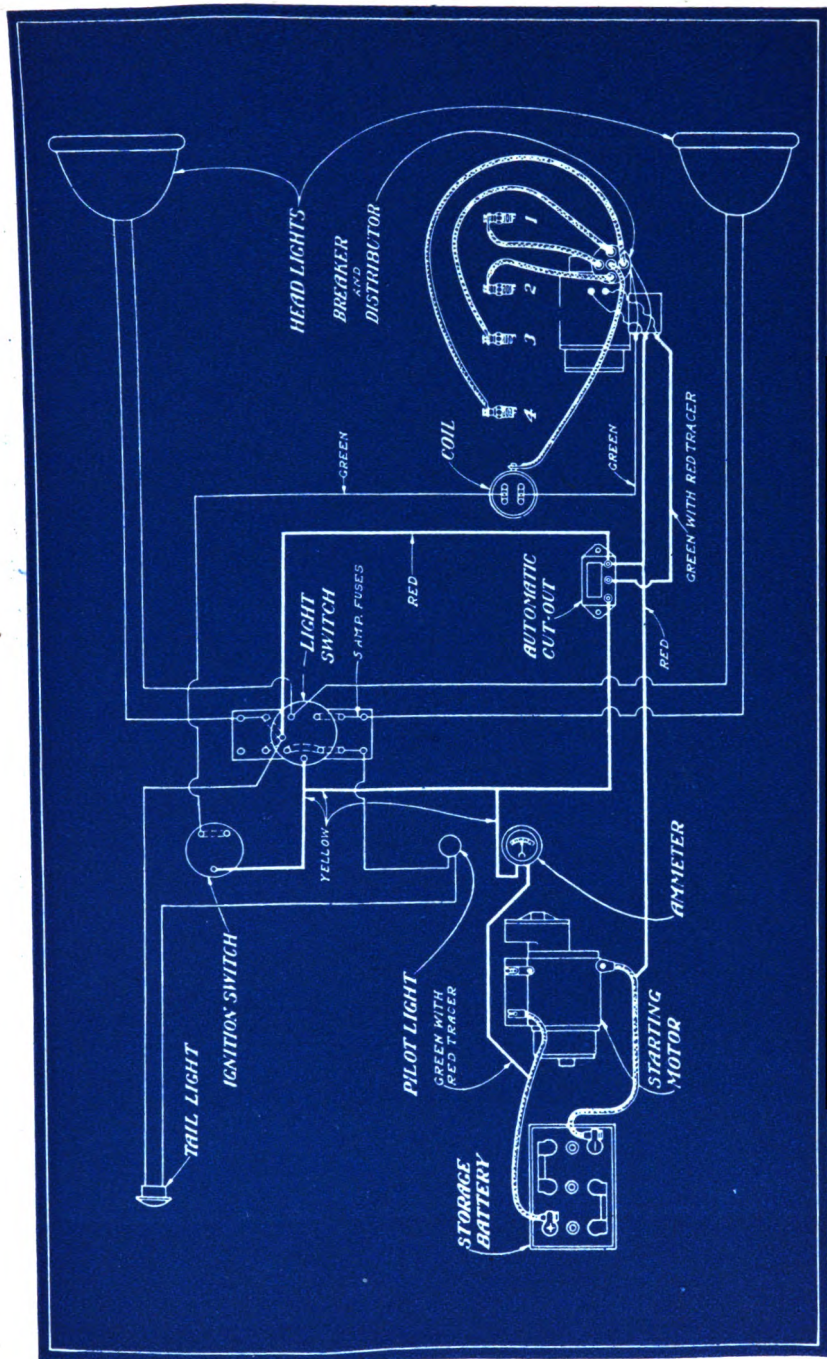 HEAD LIGHTS
BREAKER
AND
DISTRIBUTOR
1
2
3
4
COIL
GREEN
GREEN
GREEN WITH RED TRACER
RED
LIGHT
SWITCH
5 AMP. FUSES
AUTOMATIC
CUT-OUT
RED
YELLOW
IGNITION SWITCH
TAIL LIGHT
PILOT LIGHT
GREEN WITH
RED TRACER
AMMETER
STARTING
MOTOR
STORAGE
BATTERY
+
-